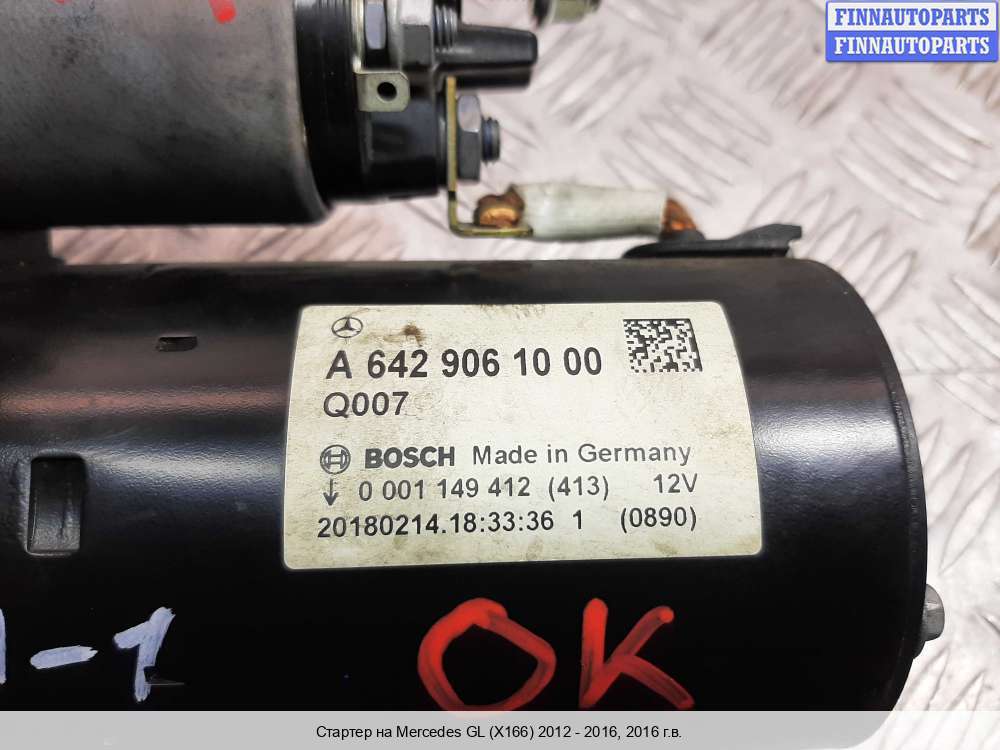 FINNAUTOPARTS
FINNAUTOPARTS
A 642 906 10 00
Q007
BOSCH Made in Germany
0 001 149 412 (413) 12V
20180214.18:33:36 1 (0890)
-1
OK
Стартер на Mercedes GL (X166) 2012 - 2016, 2016 г.в.